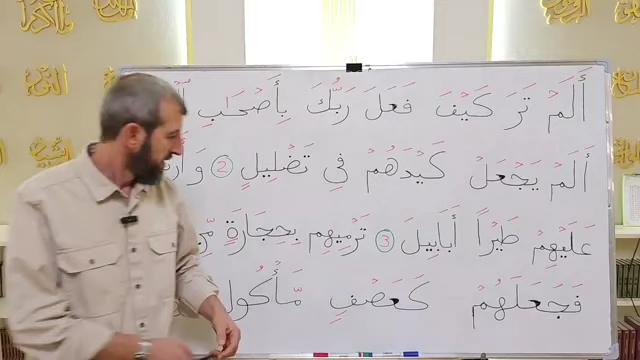 أَلَمْ تَرَ كَيْفَ فَعَلَ رَبُّكَ بِأَصْحَٰبِ
أَلَمْ يَجْعَلْ كَيْدَهُمْ فِي تَضْلِيلٍ 2
عَلَيْهِمْ طَيْرًا أَبَابِيلَ 3 تَرْمِيهِم بِحِجَارَةٍ
فَجَعَلَهُمْ كَعَصْفٍ مَّأْكُول